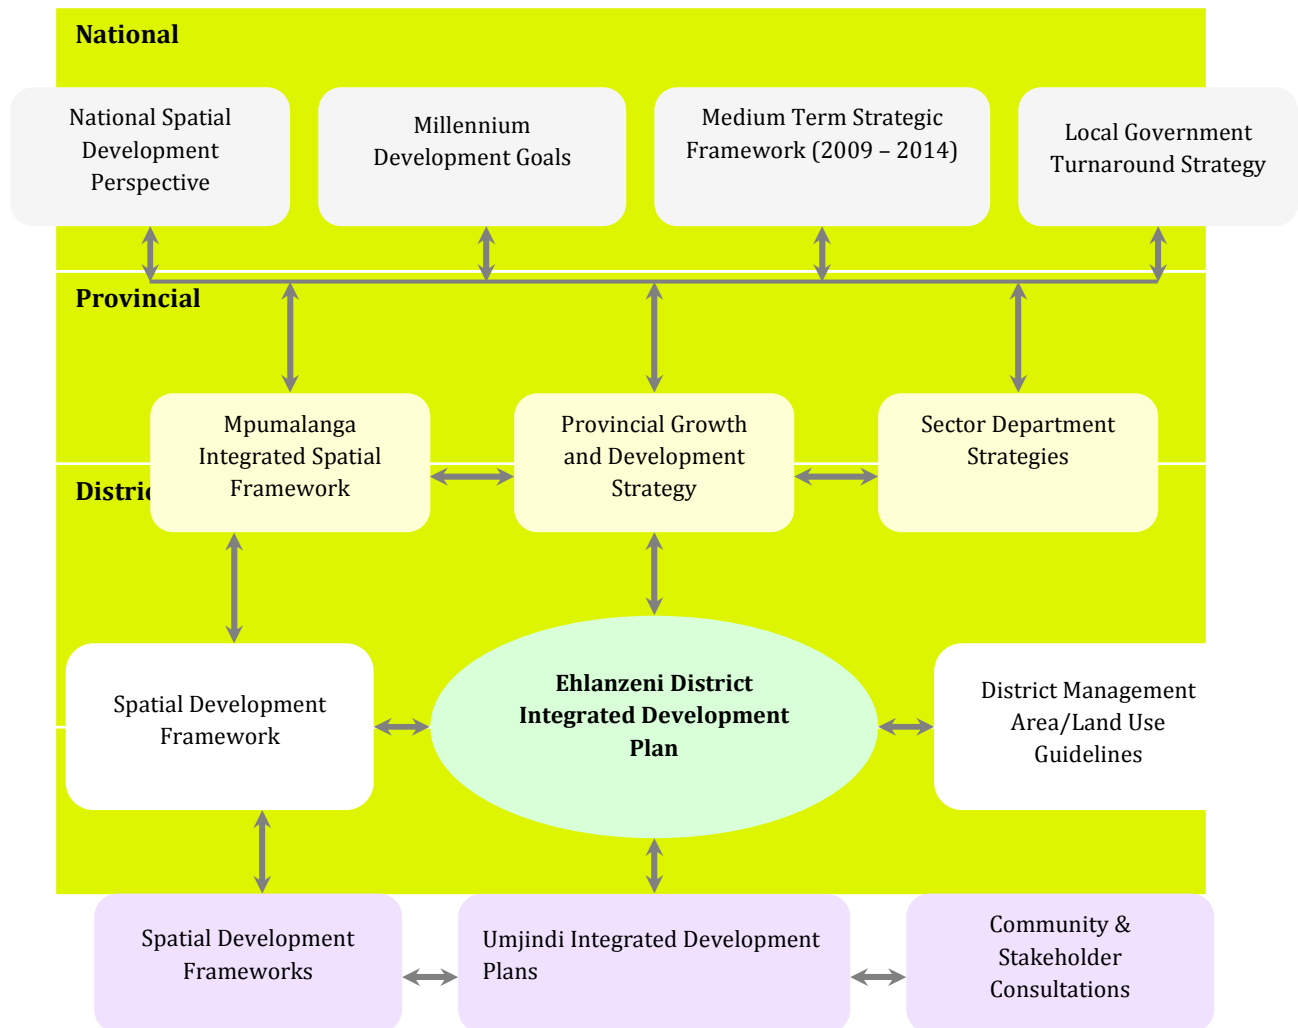 National
National Spatial
Development
Perspective
Millennium
Development Goals
Medium Term Strategic
Framework (2009 – 2014)
Local Government
Turnaround Strategy
Provincial
Mpumalanga
Integrated Spatial
Framework
Provincial Growth
and Development
Strategy
Sector Department
Strategies
Distric
Spatial Development
Framework
Ehlanzeni District
Integrated Development
Plan
District Management
Area/Land Use
Guidelines
Spatial Development
Frameworks
Umjindi Integrated Development
Plans
Community &
Stakeholder
Consultations